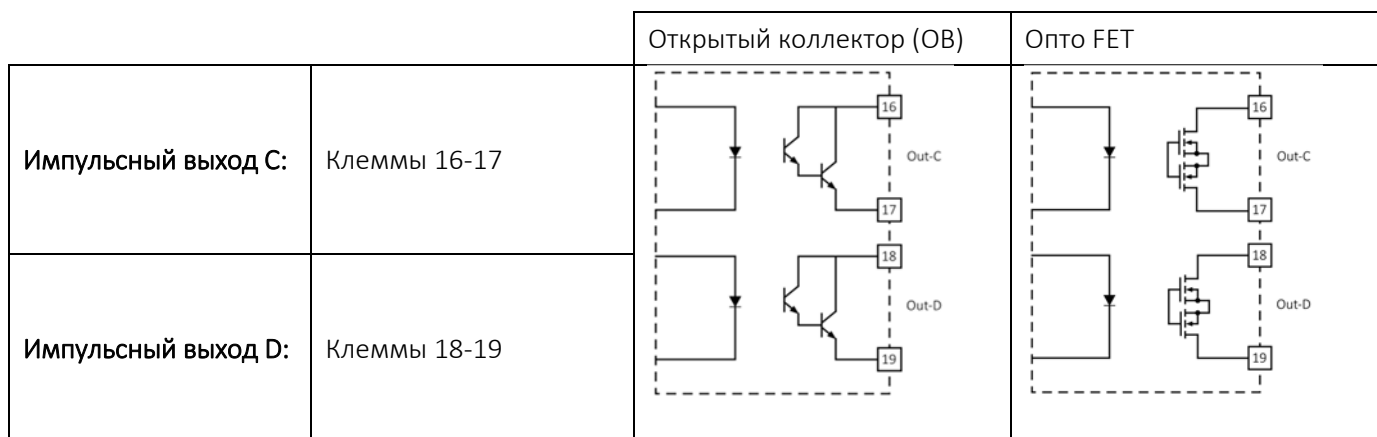 Открытый коллектор (OB)
Опто FET
Импульсный выход C:
Клеммы 16-17
16
Out-C
17
18
Out-D
19
16
Out-C
17
18
Out-D
19
Импульсный выход D:
Клеммы 18-19